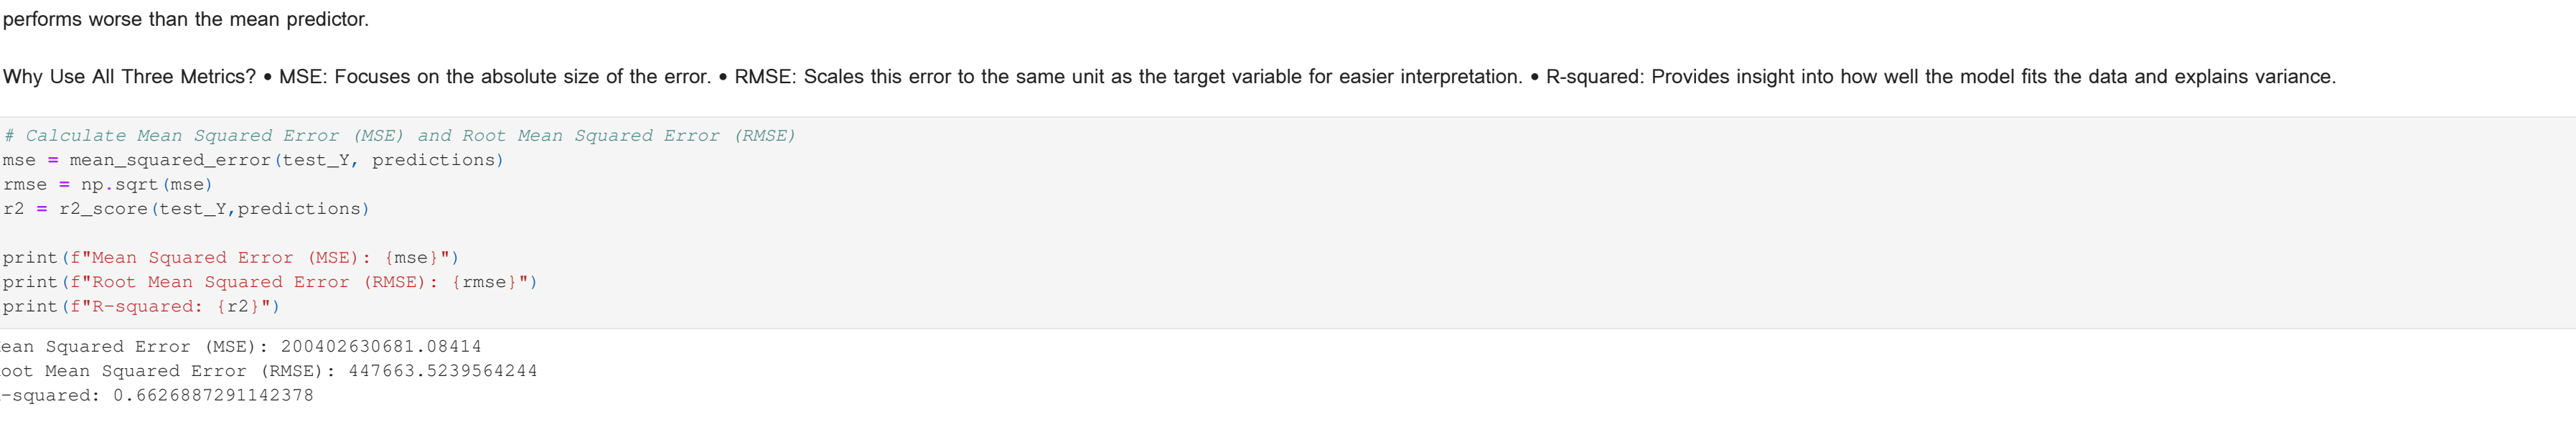 performs worse than the mean predictor.
Why Use All Three Metrics? • MSE: Focuses on the absolute size of the error. • RMSE: Scales this error to the same unit as the target variable for easier interpretation. • R-squared: Provides insight into how well the model fits the data and explains variance.
# Calculate Mean Squared Error (MSE) and Root Mean Squared Error (RMSE)
mse = mean_squared_error(test_Y, predictions)
rmse = np.sqrt(mse)
r2 = r2_score(test_Y,predictions)
print(f"Mean Squared Error (MSE): {mse}")
print(f"Root Mean Squared Error (RMSE): {rmse}")
print(f"R-squared: {r2}")
ean Squared Error (MSE): 200402630681.08414
oot Mean Squared Error (RMSE): 447663.5239564244
-squared: 0.6626887291142378